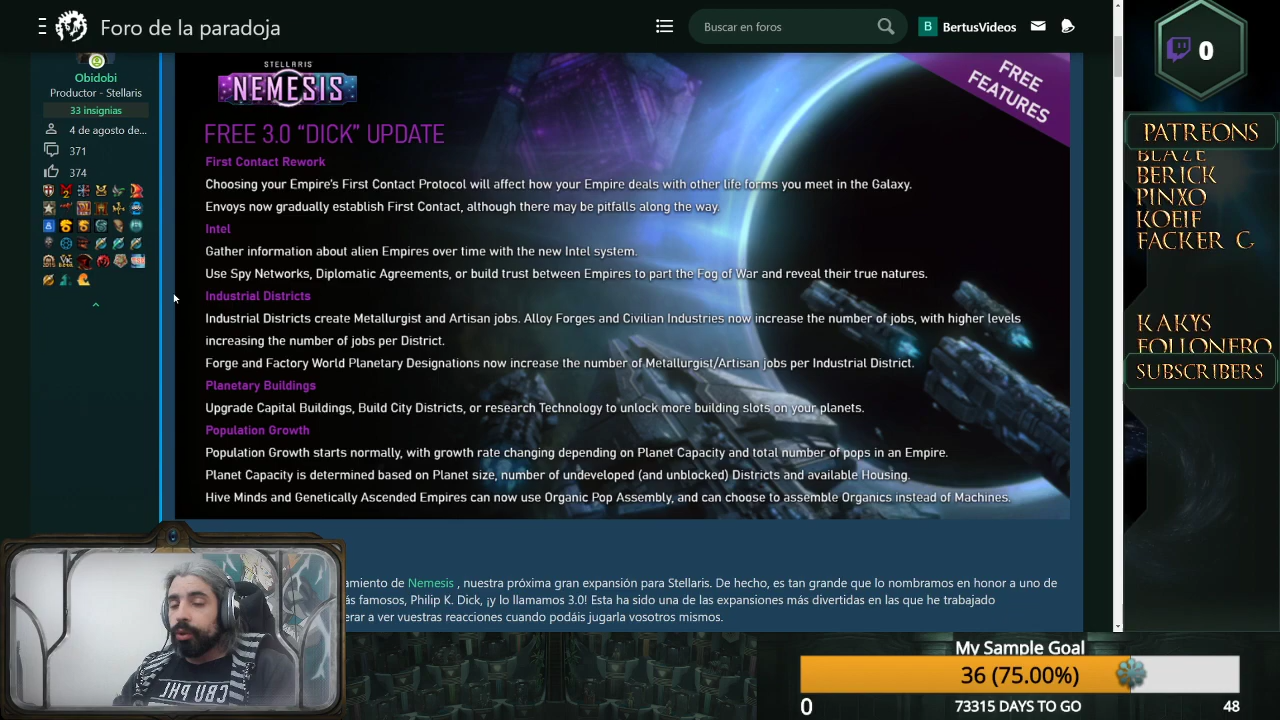 Foro de la paradoja
Buscar en foros
B BertusVideos
0
Obidobi
Productor - Stellaris
33 insignias
4 de agosto de...
371
374
STELLARIS
NEMESIS
FREE
FEATURES
FREE 3.0 “DICK” UPDATE
First Contact Rework
Choosing your Empire's First Contact Protocol will affect how your Empire deals with other life forms you meet in the Galaxy.
Envoys now gradually establish First Contact, although there may be pitfalls along the way.
Intel
Gather information about alien Empires over time with the new Intel system.
Use Spy Networks, Diplomatic Agreements, or build trust between Empires to part the Fog of War and reveal their true natures.
Industrial Districts
Industrial Districts create Metallurgist and Artisan jobs. Alloy Forges and Civilian Industries now increase the number of jobs, with higher levels
increasing the number of jobs per District.
Forge and Factory World Planetary Designations now increase the number of Metallurgist/Artisan jobs per Industrial District.
Planetary Buildings
Upgrade Capital Buildings, Build City Districts, or research Technology to unlock more building slots on your planets.
Population Growth
Population Growth starts normally, with growth rate changing depending on Planet Capacity and total number of pops in an Empire.
Planet Capacity is determined based on Planet size, number of undeveloped (and unblocked) Districts and available Housing.
Hive Minds and Genetically Ascended Empires can now use Organic Pop Assembly, and can choose to assemble Organics instead of Machines.
amiento de Nemesis , nuestra próxima gran expansión para Stellaris. De hecho, es tan grande que lo nombramos en honor a uno de
ás famosos, Philip K. Dick, ¡y lo llamamos 3.0! Esta ha sido una de las expansiones más divertidas en las que he trabajado
erar a ver vuestras reacciones cuando podáis jugarla vosotros mismos.
PATREONS
BLAZE
BERICK
PINXO
KOEIF
FACKER G
KAKYS
FOLLONERO
SUBSCRIBERS
My Sample Goal
36 (75.00%)
0
73315 DAYS TO GO
48